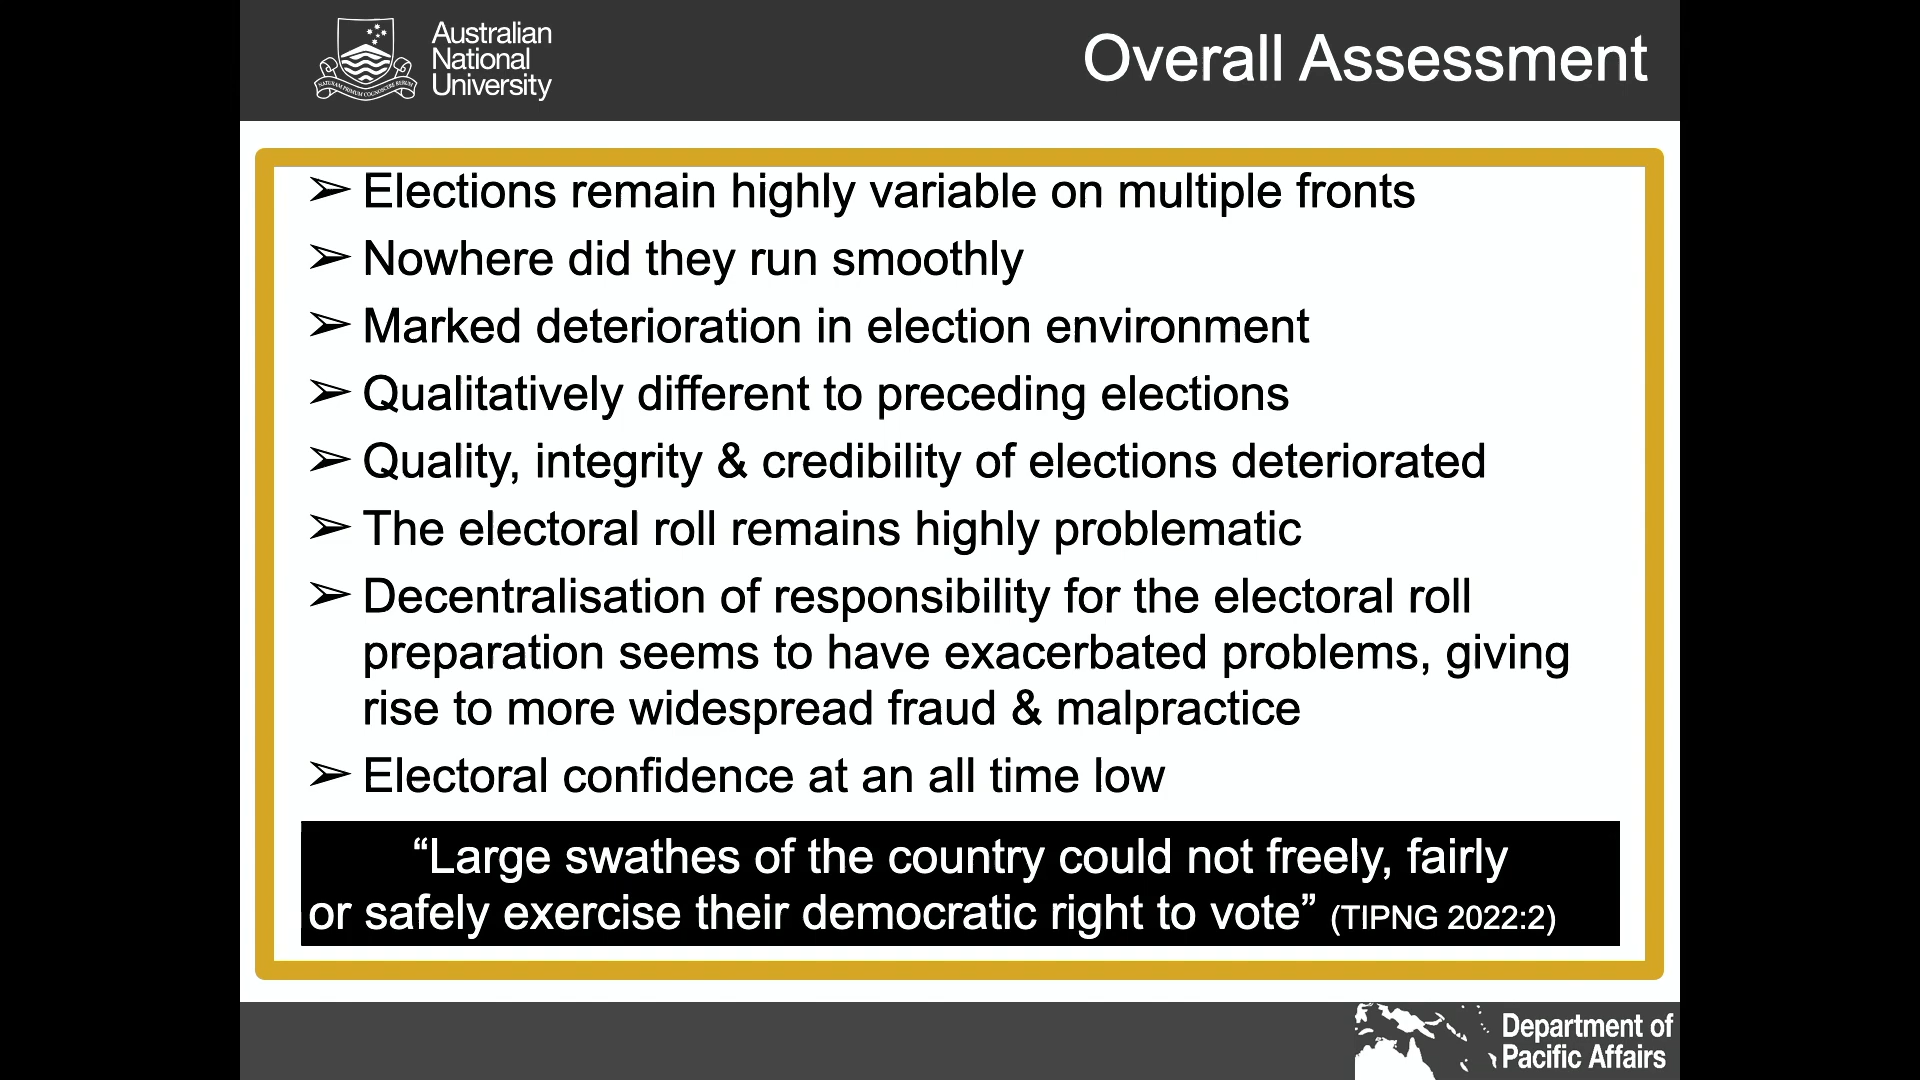 Australian
National
University
NATURAM PRIMUM COGNOSCERE RERUM
Overall Assessment
➢ Elections remain highly variable on multiple fronts
➢ Nowhere did they run smoothly
➢ Marked deterioration in election environment
➢ Qualitatively different to preceding elections
➢ Quality, integrity & credibility of elections deteriorated
➢ The electoral roll remains highly problematic
➢ Decentralisation of responsibility for the electoral roll
preparation seems to have exacerbated problems, giving
rise to more widespread fraud & malpractice
➢ Electoral confidence at an all time low
“Large swathes of the country could not freely, fairly
or safely exercise their democratic right to vote” (TIPNG 2022:2)
Department of
Pacific Affairs